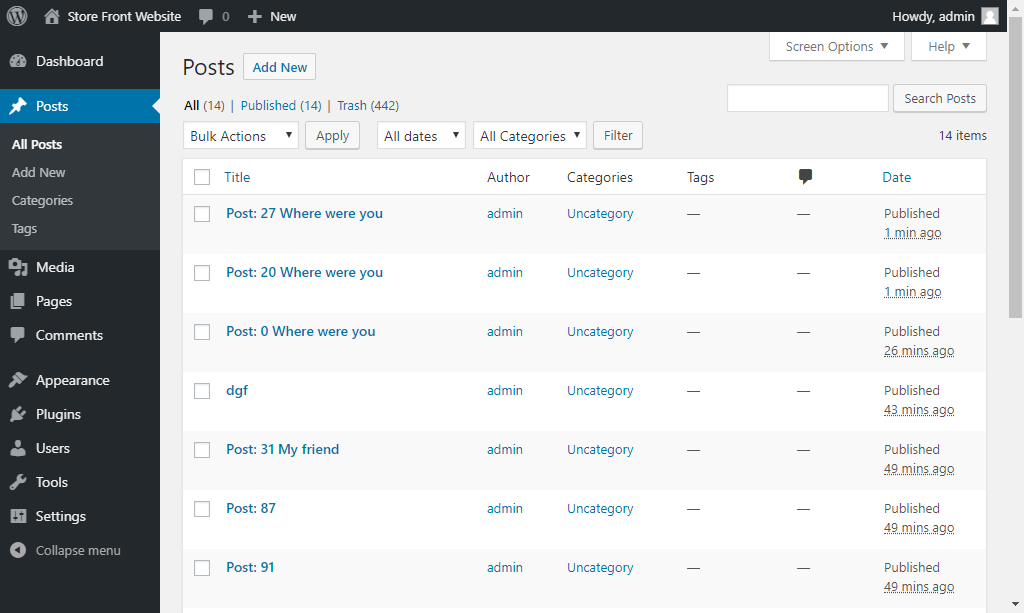 Store Front Website 0 New Howdy, admin
Dashboard
Posts
All Posts
Add New
Categories
Tags
Media
Pages
Comments
Appearance
Plugins
Users
Tools
Settings
Collapse menu
Screen Options Help
Posts Add New
All (14) | Published (14) | Trash (442)
Search Posts
Bulk Actions Apply All dates All Categories Filter 14 items
Title Author Categories Tags Date
Post: 27 Where were you admin Uncategory — — Published
1 min ago
Post: 20 Where were you admin Uncategory — — Published
1 min ago
Post: 0 Where were you admin Uncategory — — Published
26 mins ago
dgf admin Uncategory — — Published
43 mins ago
Post: 31 My friend admin Uncategory — — Published
49 mins ago
Post: 87 admin Uncategory — — Published
49 mins ago
Post: 91 admin Uncategory — — Published
49 mins ago